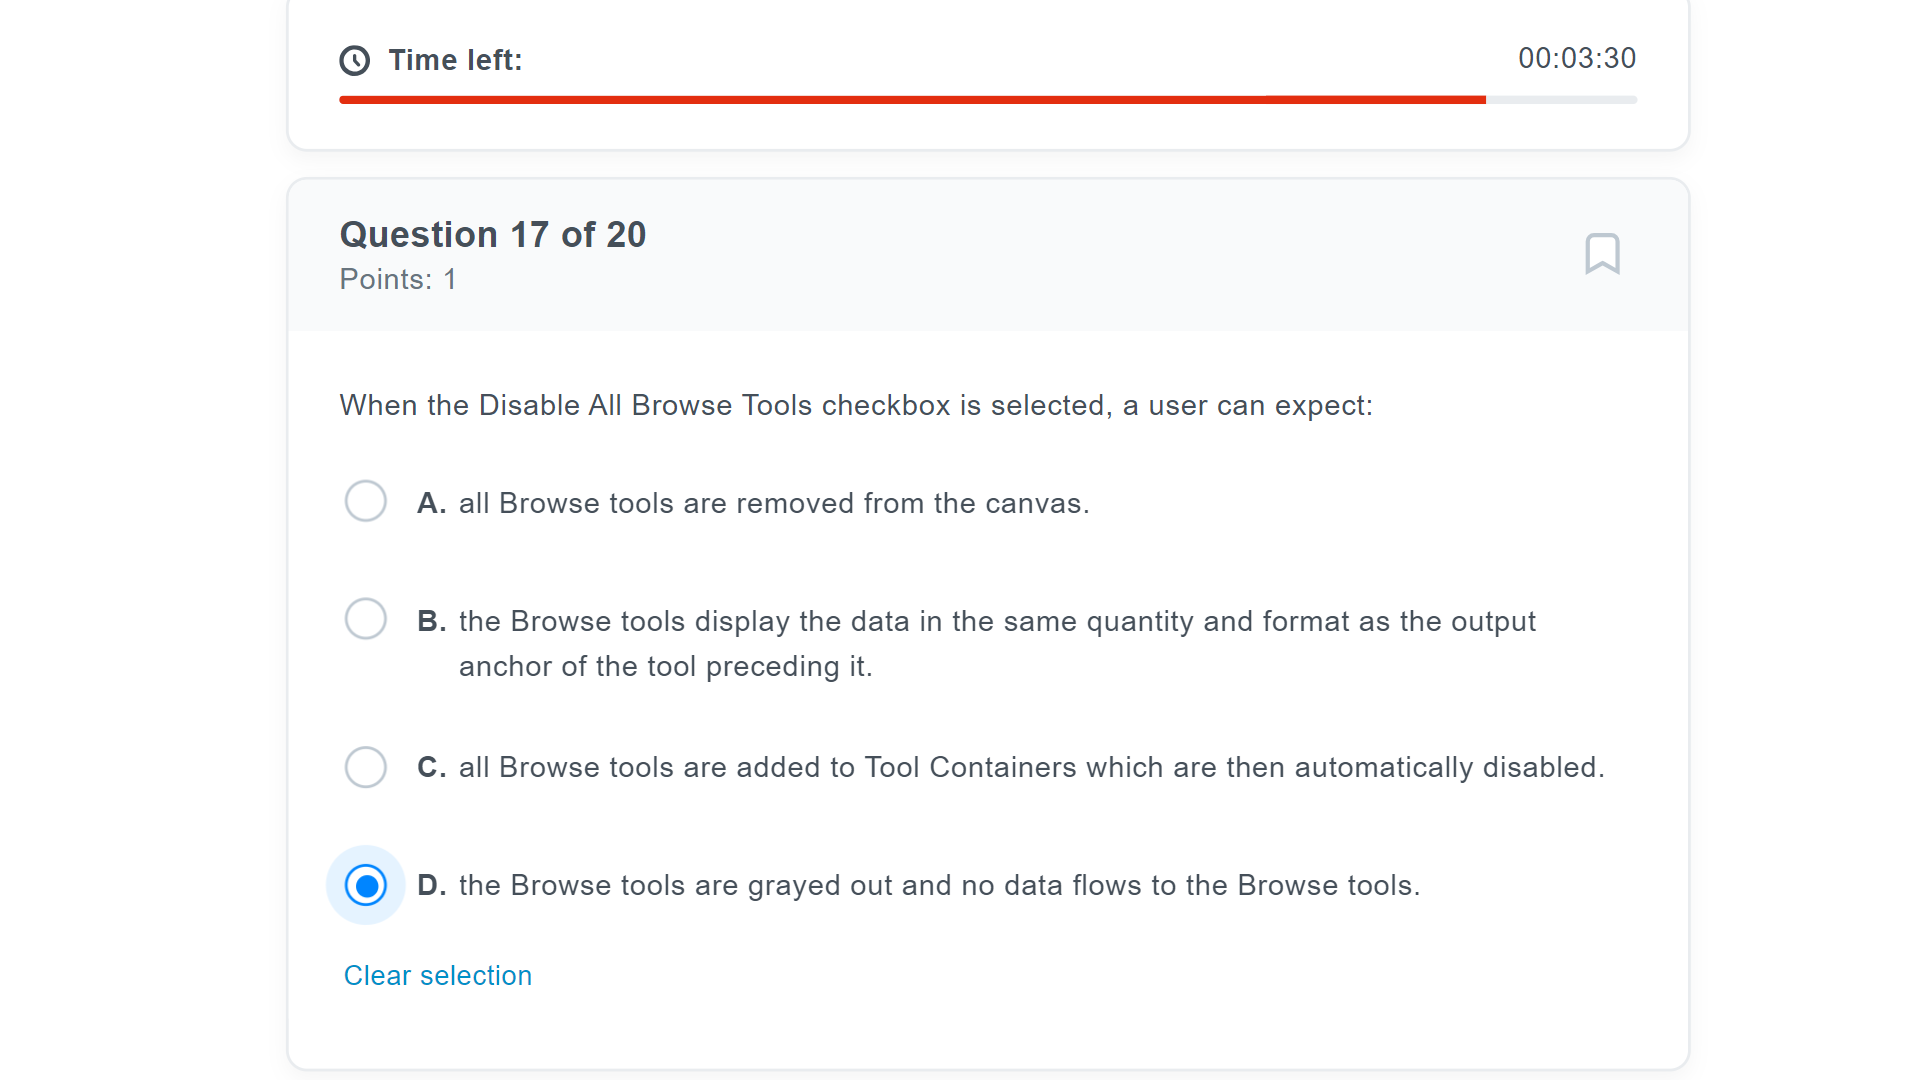 Time left:
00:03:30
Question 17 of 20
Points: 1
When the Disable All Browse Tools checkbox is selected, a user can expect:
A. all Browse tools are removed from the canvas.
B. the Browse tools display the data in the same quantity and format as the output
anchor of the tool preceding it.
C. all Browse tools are added to Tool Containers which are then automatically disabled.
D. the Browse tools are grayed out and no data flows to the Browse tools.
Clear selection